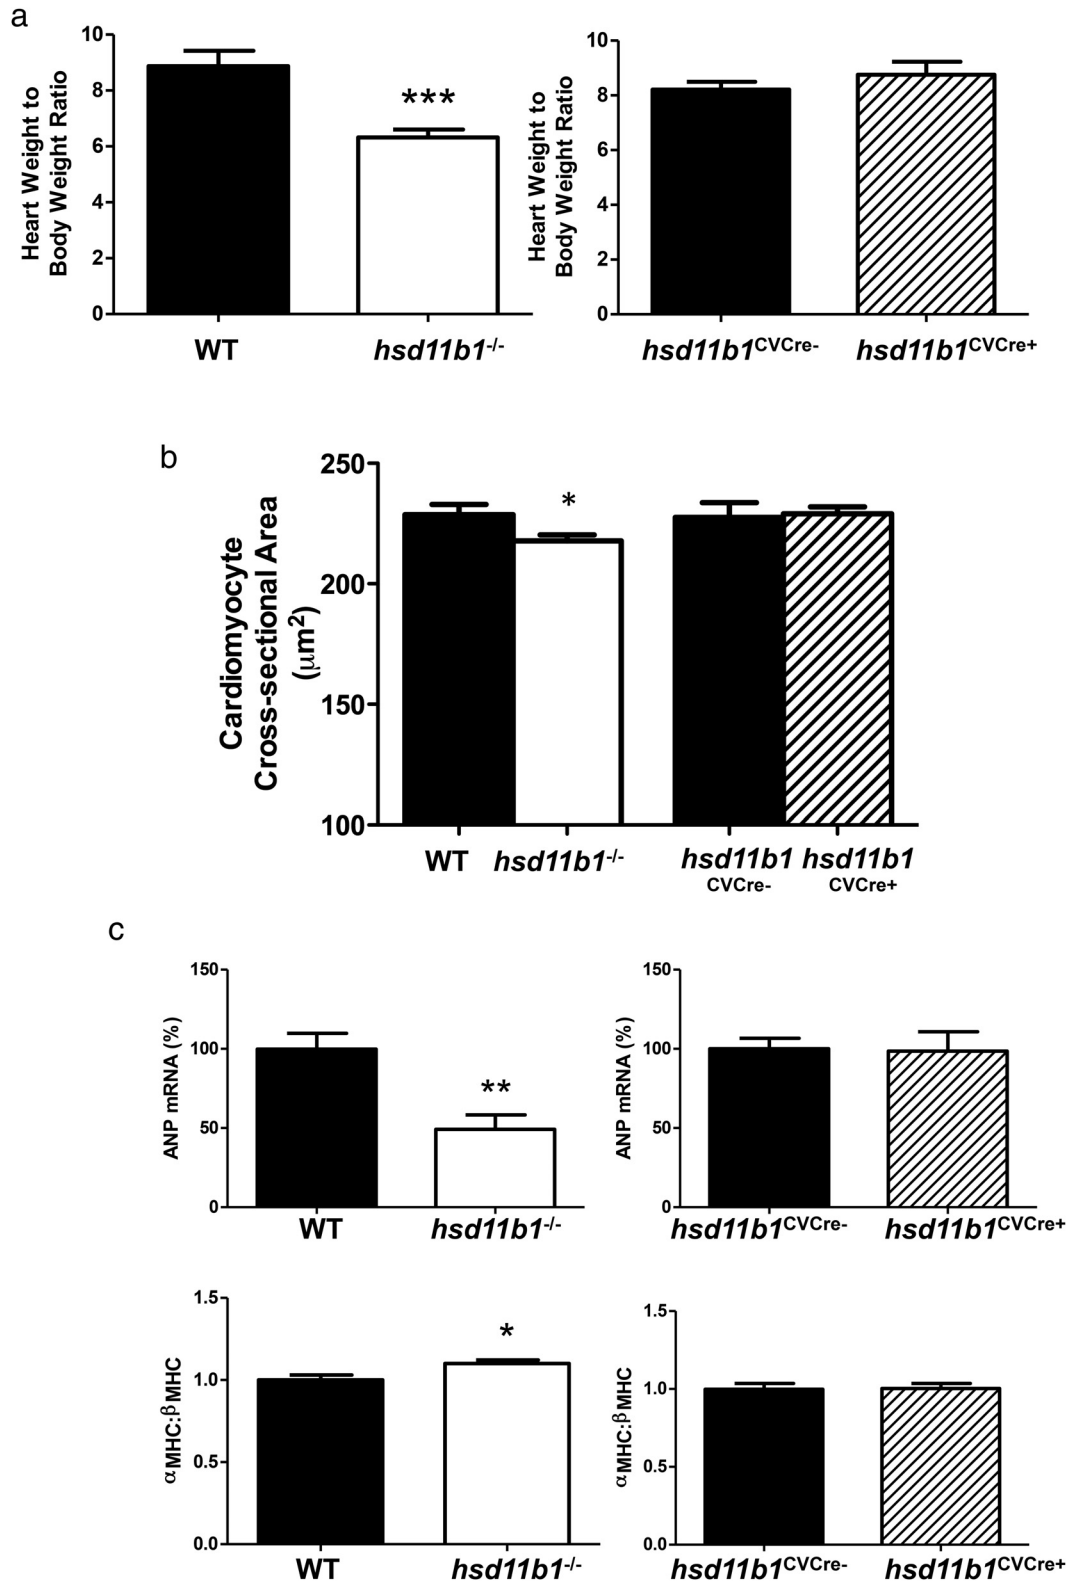 a
10
8
6
4
2
0
Heart Weight to
Body Weight Ratio
***
WT
hsd11b1-/-
10
8
6
4
2
0
Heart Weight to
Body Weight Ratio
hsd11b1CVCre-
hsd11b1CVCre+
b
250
200
150
100
Cardiomyocyte
Cross-sectional Area
(μm²)
*
WT
hsd11b1-/-
hsd11b1
CVCre-
hsd11b1
CVCre+
c
150
100
50
0
ANP mRNA (%)
**
WT
hsd11b1-/-
150
100
50
0
ANP mRNA (%)
hsd11b1CVCre-
hsd11b1CVCre+
1.5
1.0
0.5
0.0
αMHC:βMHC
*
WT
hsd11b1-/-
1.5
1.0
0.5
0.0
αMHC:βMHC
hsd11b1CVCre-
hsd11b1CVCre+